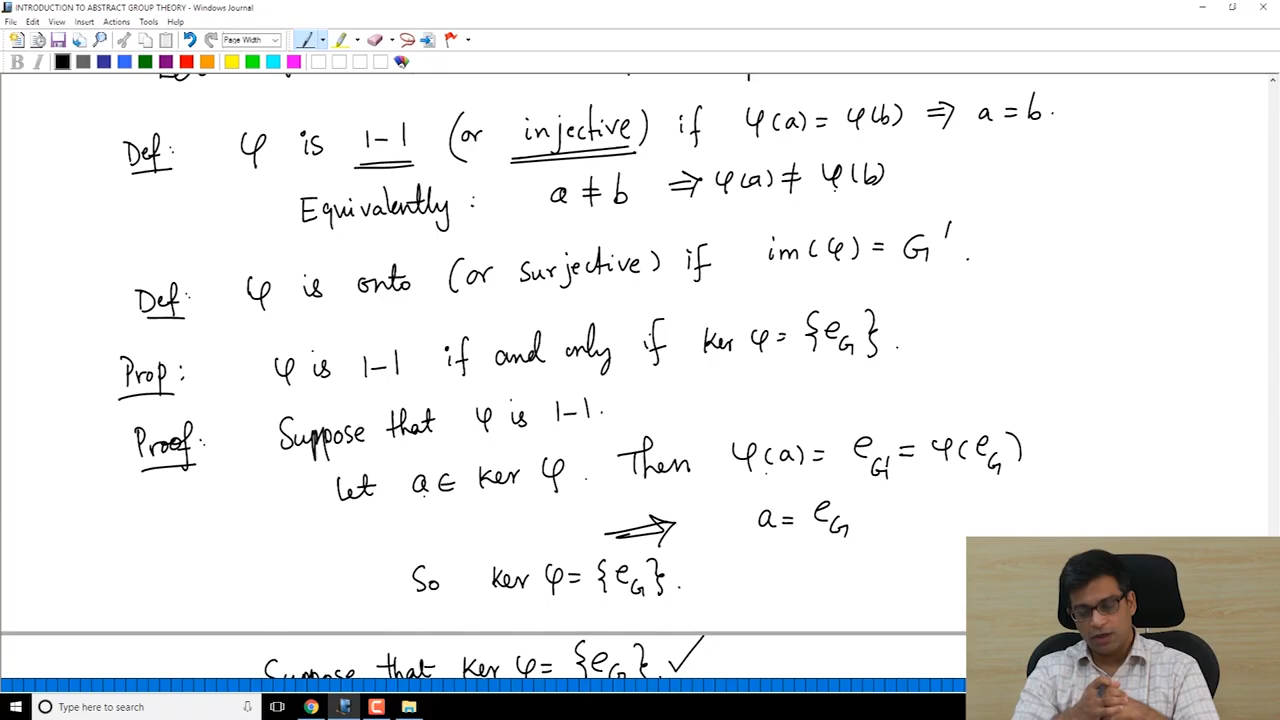 INTRODUCTION TO ABSTRACT GROUP THEORY - Windows Journal
File Edit View Insert Actions Tools Help
Page Width
B I
Def: φ is 1-1 (or injective) if φ(a) = φ(b) ⇒ a = b.
Equivalently: a ≠ b ⇒ φ(a) ≠ φ(b)
Def: φ is onto (or surjective) if im(φ) = G'.
Prop: φ is 1-1 if and only if ker φ = {e_G}.
Proof: Suppose that φ is 1-1.
Let a ∈ ker φ. Then φ(a) = e_G' = φ(e_G)
⇒ a = e_G
So ker φ = {e_G}.
Suppose that ker φ = {e_G}. ✓
Type here to search
ENG